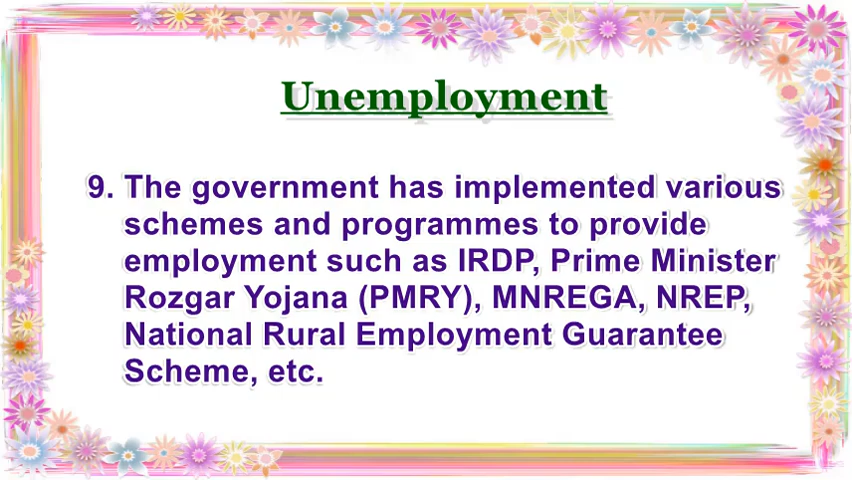 Unemployment
9. The government has implemented various
schemes and programmes to provide
employment such as IRDP, Prime Minister
Rozgar Yojana (PMRY), MNREGA, NREP,
National Rural Employment Guarantee
Scheme, etc.